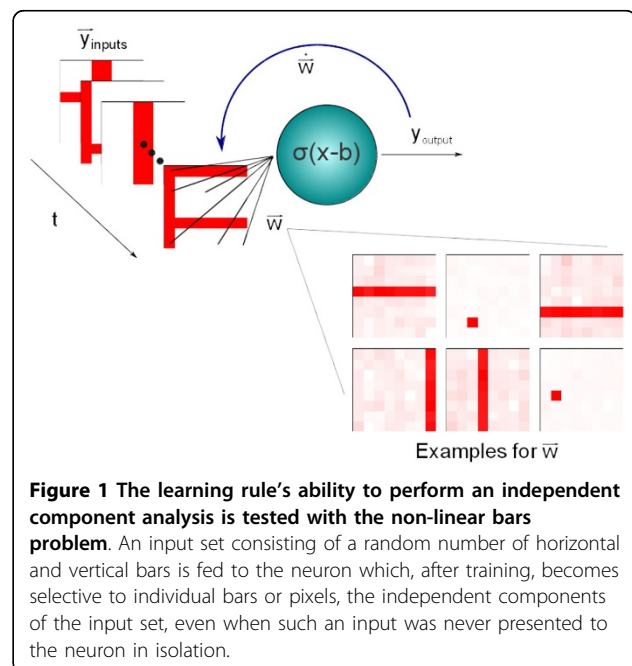 y⃗ inputs
ẇ⃗
σ(x-b)
y output
t
w⃗
Examples for w⃗
Figure 1 The learning rule's ability to perform an independent
component analysis is tested with the non-linear bars
problem. An input set consisting of a random number of horizontal
and vertical bars is fed to the neuron which, after training, becomes
selective to individual bars or pixels, the independent components
of the input set, even when such an input was never presented to
the neuron in isolation.